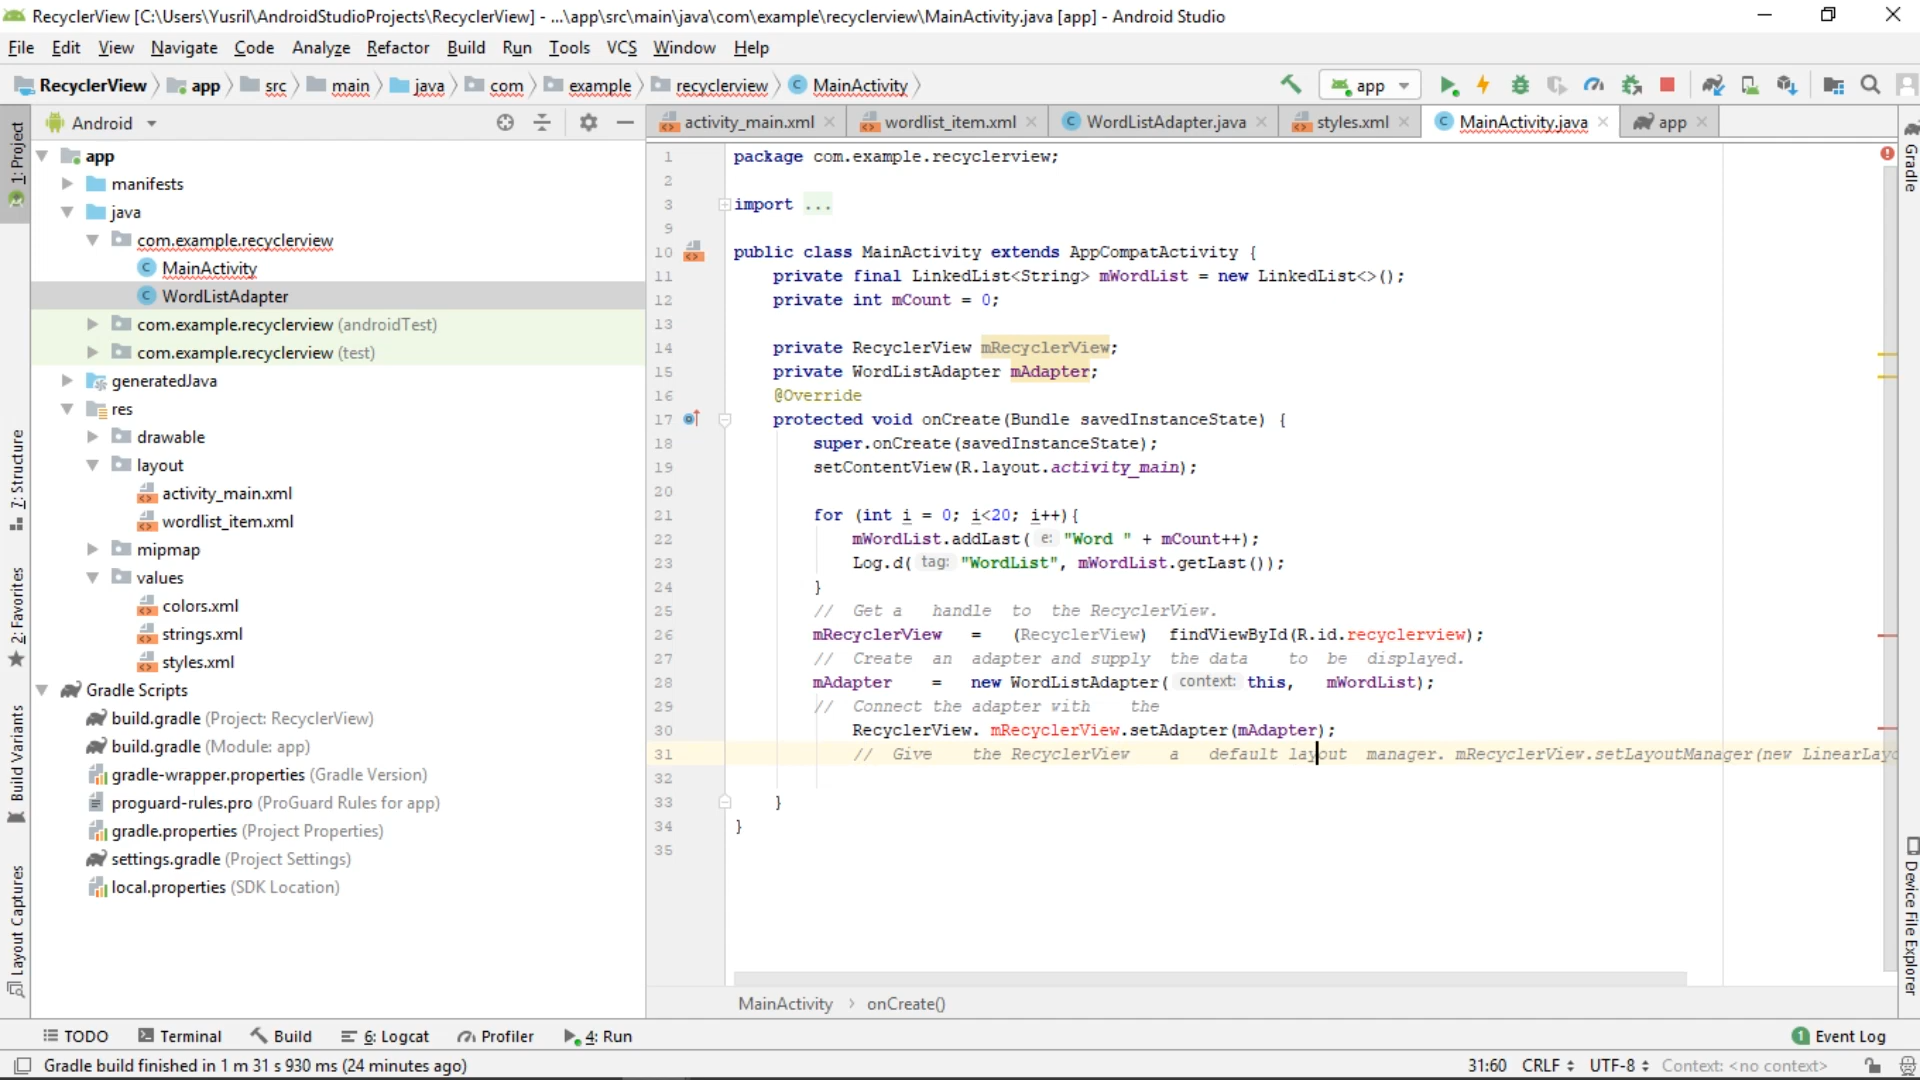 RecyclerView [C:\Users\Yusril\AndroidStudioProjects\RecyclerView] - ...\app\src\main\java\com\example\recyclerview\MainActivity.java [app] - Android Studio
File Edit View Navigate Code Analyze Refactor Build Run Tools VCS Window Help
RecyclerView app src main java com example recyclerview MainActivity
app
Android
activity_main.xml wordlist_item.xml WordListAdapter.java styles.xml MainActivity.java app
1: Project
7: Structure
2: Favorites
Build Variants
Layout Captures
app
manifests
java
com.example.recyclerview
MainActivity
WordListAdapter
com.example.recyclerview (androidTest)
com.example.recyclerview (test)
generatedJava
res
drawable
layout
activity_main.xml
wordlist_item.xml
mipmap
values
colors.xml
strings.xml
styles.xml
Gradle Scripts
build.gradle (Project: RecyclerView)
build.gradle (Module: app)
gradle-wrapper.properties (Gradle Version)
proguard-rules.pro (ProGuard Rules for app)
gradle.properties (Project Properties)
settings.gradle (Project Settings)
local.properties (SDK Location)
1 package com.example.recyclerview;
2
3 import ...
9
10 public class MainActivity extends AppCompatActivity {
11 private final LinkedList<String> mWordList = new LinkedList<>();
12 private int mCount = 0;
13
14 private RecyclerView mRecyclerView;
15 private WordListAdapter mAdapter;
16 @Override
17 protected void onCreate(Bundle savedInstanceState) {
18 super.onCreate(savedInstanceState);
19 setContentView(R.layout.activity_main);
20
21 for (int i = 0; i<20; i++){
22 mWordList.addLast( e: "Word " + mCount++);
23 Log.d( tag: "WordList", mWordList.getLast());
24 }
25 // Get a handle to the RecyclerView.
26 mRecyclerView = (RecyclerView) findViewById(R.id.recyclerview);
27 // Create an adapter and supply the data to be displayed.
28 mAdapter = new WordListAdapter( context: this, mWordList);
29 // Connect the adapter with the
30 RecyclerView. mRecyclerView.setAdapter(mAdapter);
31 // Give the RecyclerView a default layout manager. mRecyclerView.setLayoutManager(new LinearLayo
32
33 }
34 }
35
MainActivity > onCreate()
Gradle
Device File Explorer
TODO Terminal Build 6: Logcat Profiler 4: Run 1 Event Log
Gradle build finished in 1 m 31 s 930 ms (24 minutes ago) 31:60 CRLF UTF-8 Context: <no context>